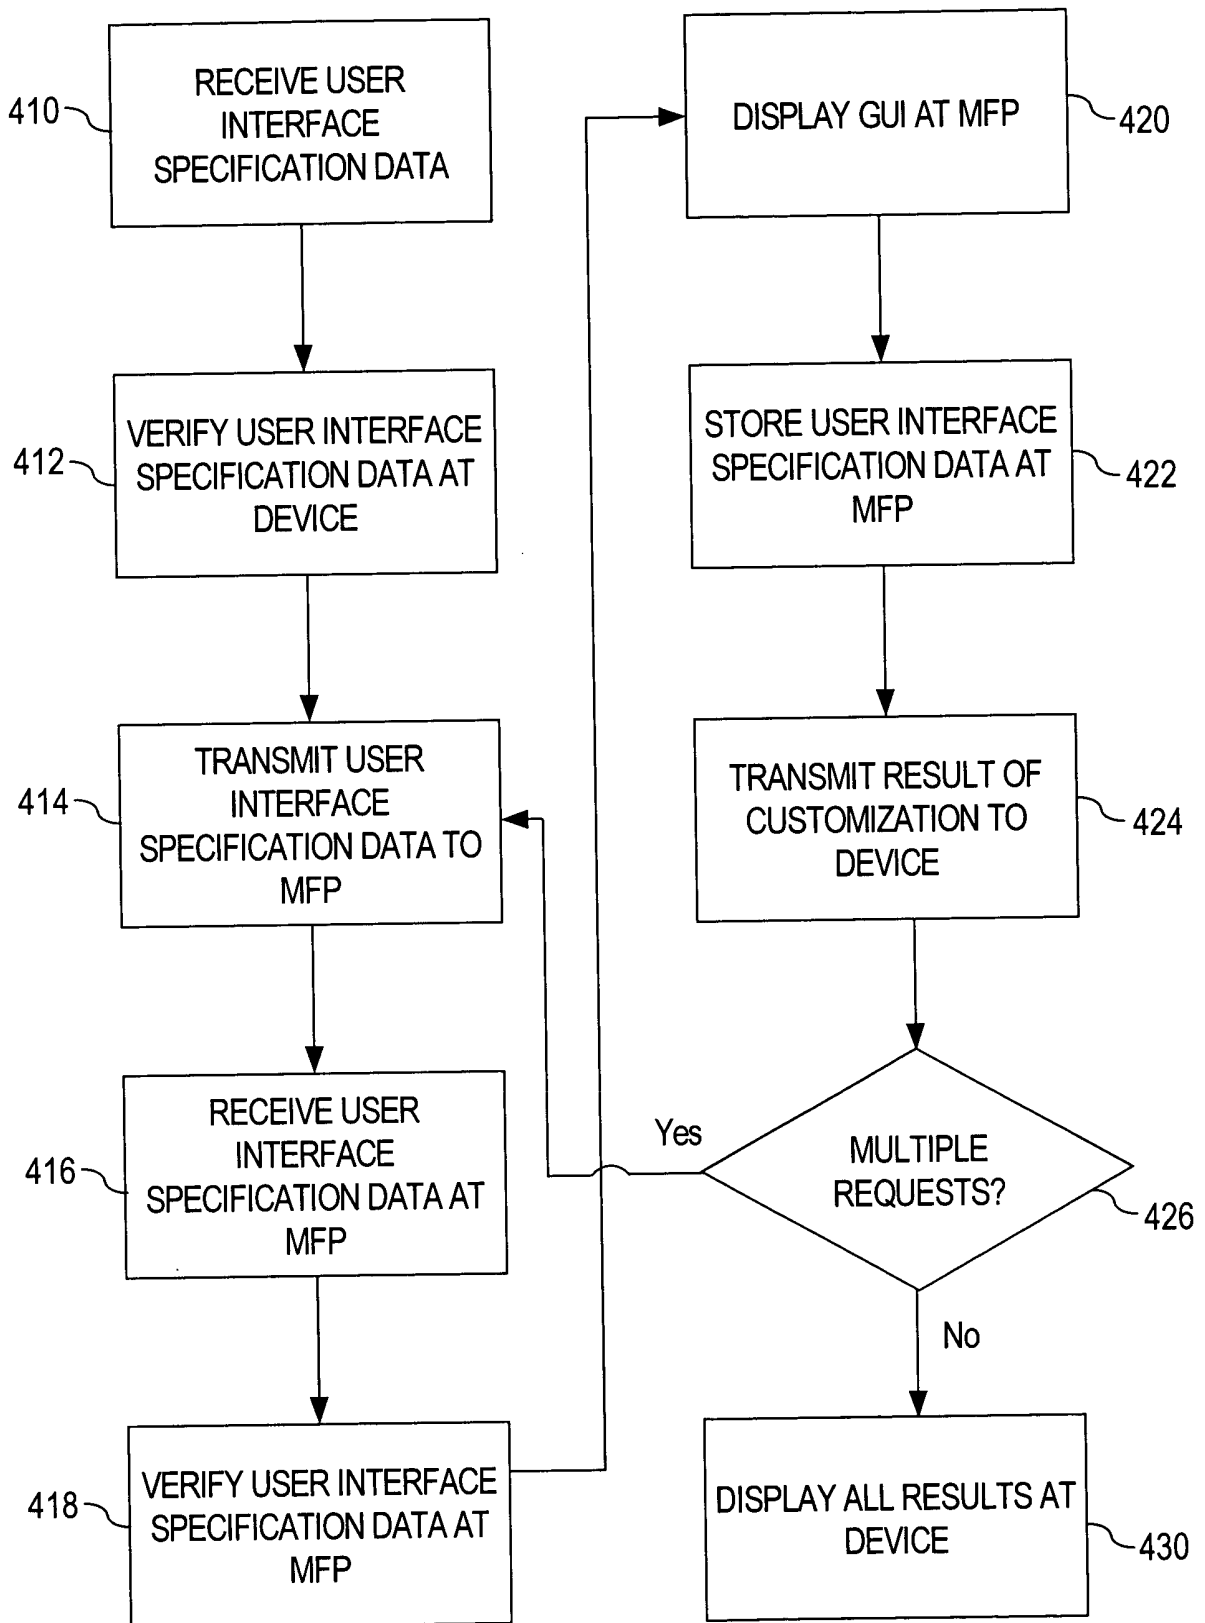 410
RECEIVE USER
INTERFACE
SPECIFICATION DATA
412
VERIFY USER INTERFACE
SPECIFICATION DATA AT
DEVICE
414
TRANSMIT USER
INTERFACE
SPECIFICATION DATA TO
MFP
416
RECEIVE USER
INTERFACE
SPECIFICATION DATA AT
MFP
418
VERIFY USER INTERFACE
SPECIFICATION DATA AT
MFP
DISPLAY GUI AT MFP
420
STORE USER INTERFACE
SPECIFICATION DATA AT
MFP
422
TRANSMIT RESULT OF
CUSTOMIZATION TO
DEVICE
424
Yes
MULTIPLE
REQUESTS?
426
No
DISPLAY ALL RESULTS AT
DEVICE
430